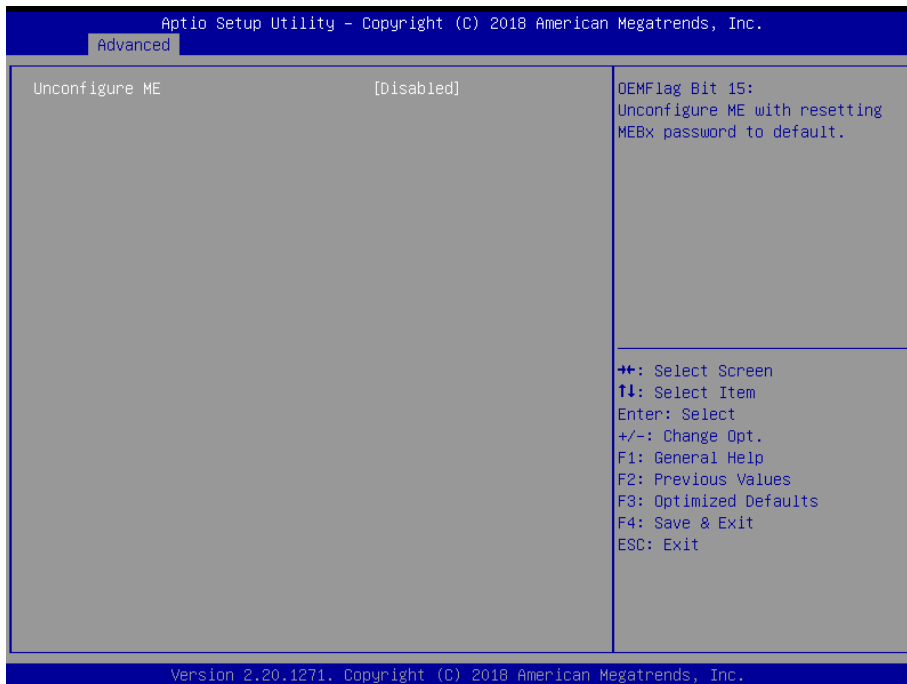 Aptio Setup Utility – Copyright (C) 2018 American Megatrends, Inc.
Advanced
Unconfigure ME [Disabled]
OEMFlag Bit 15:
Unconfigure ME with resetting
MEBx password to default.
→←: Select Screen
↑↓: Select Item
Enter: Select
+/-: Change Opt.
F1: General Help
F2: Previous Values
F3: Optimized Defaults
F4: Save & Exit
ESC: Exit
Version 2.20.1271. Copyright (C) 2018 American Megatrends, Inc.